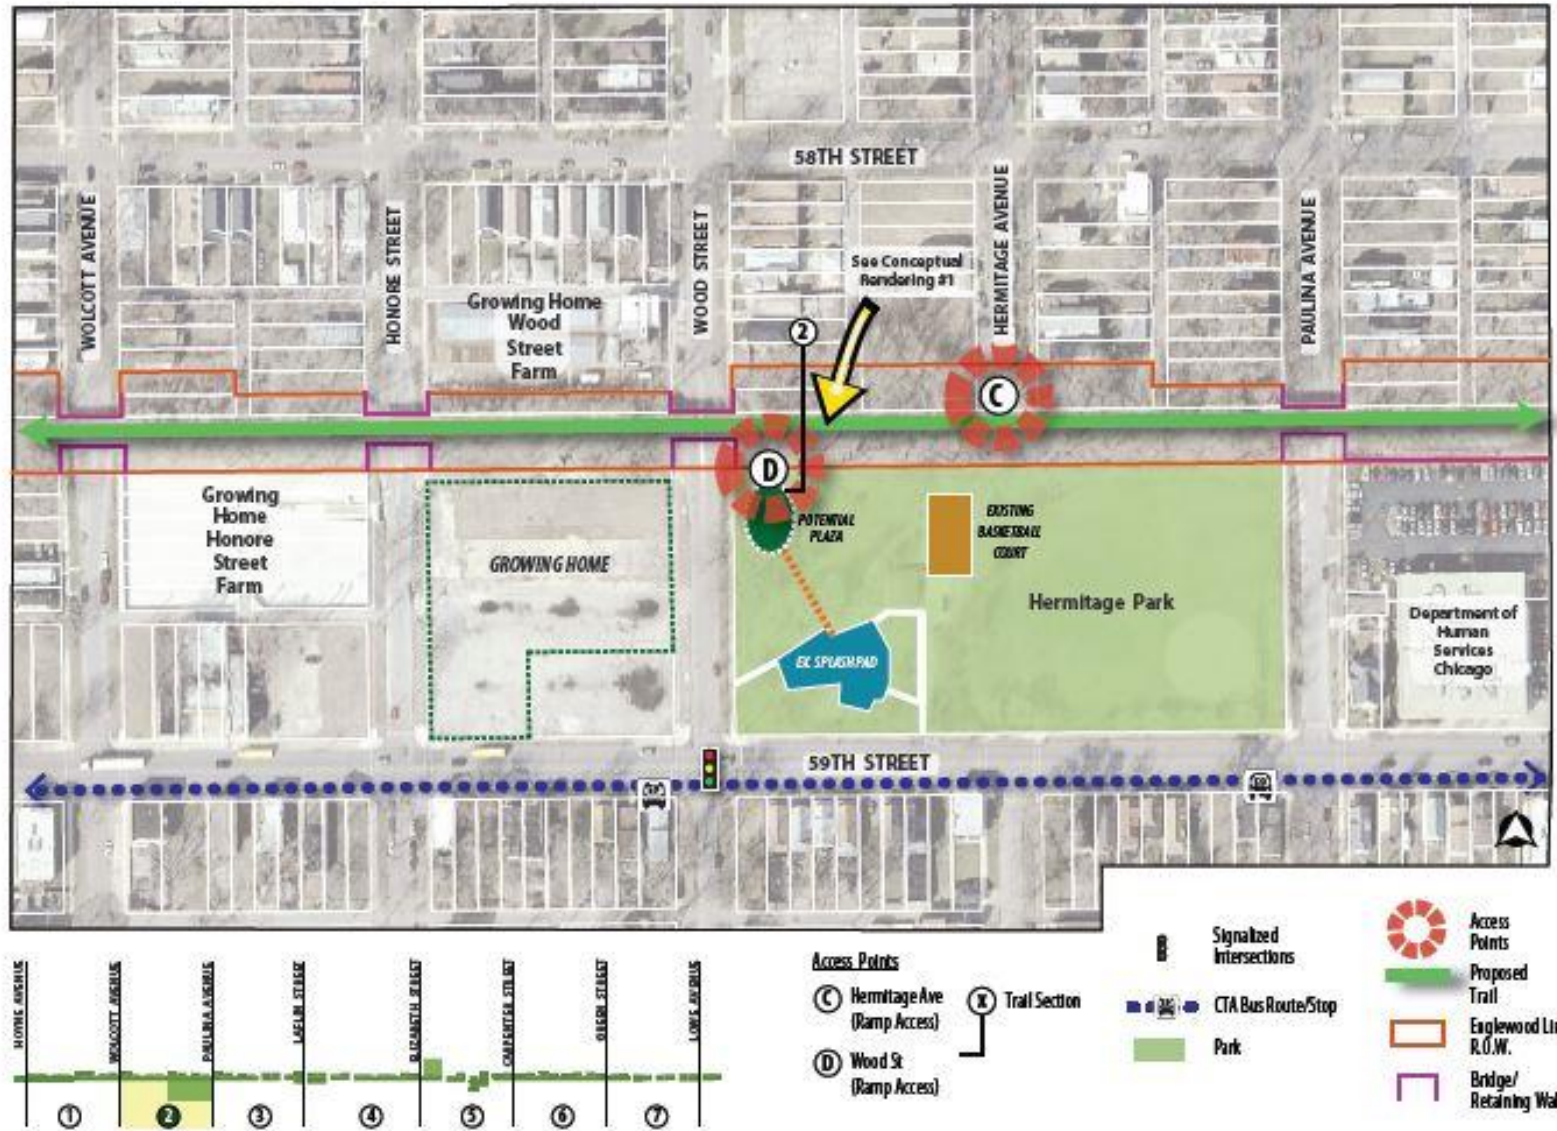 58TH STREET
WOLCOTT AVENUE
HONORE STREET
WOOD STREET
HERMITAGE AVENUE
PAULINA AVENUE
See Conceptual
Rendering #1
Growing Home
Wood
Street
Farm
2
C
D
Growing
Home
Honore
Street
Farm
GROWING HOME
POTENTIAL
PLAZA
EXISTING
BASKETBALL
COURT
Hermitage Park
EX. SPLASHPAD
Department of
Human
Services
Chicago
59TH STREET
HOYNE AVENUE
WOLCOTT AVENUE
PAULINA AVENUE
LAFLIN STREET
ELIZABETH STREET
CARPENTER STREET
GREEN STREET
LOWE AVENUE
1
2
3
4
5
6
7
Access Points
C Hermitage Ave
(Ramp Access)
D Wood St
(Ramp Access)
X Trail Section
Signalized
Intersections
CTA Bus Route/Stop
Park
Access
Points
Proposed
Trail
Englewood Lin
R.O.W.
Bridge/
Retaining Wal